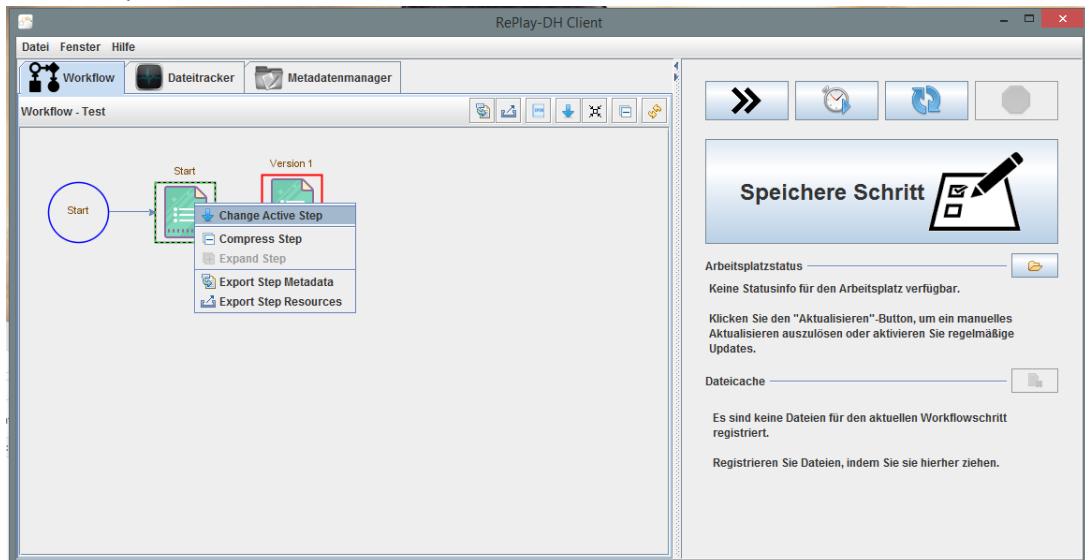 RePlay-DH Client
Datei Fenster Hilfe
Workflow Dateitracker Metadatenmanager
Workflow - Test
Start
Start
Version 1
Change Active Step
Compress Step
Expand Step
Export Step Metadata
Export Step Resources
Speichere Schritt
Arbeitsplatzstatus
Keine Statusinfo für den Arbeitsplatz verfügbar.
Klicken Sie den "Aktualisieren"-Button, um ein manuelles
Aktualisieren auszulösen oder aktivieren Sie regelmäßige
Updates.
Dateicache
Es sind keine Dateien für den aktuellen Workflowschritt
registriert.
Registrieren Sie Dateien, indem Sie sie hierher ziehen.